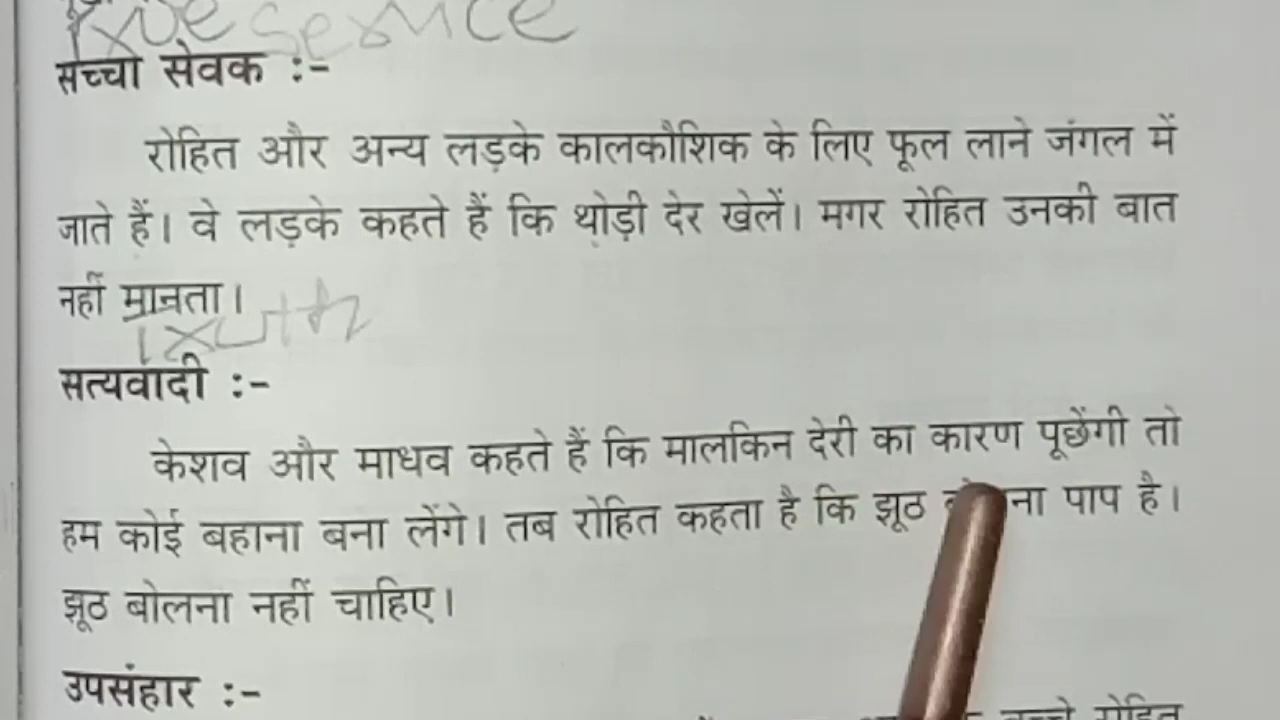 सच्चा सेवक :-
रोहित और अन्य लड़के कालकौशिक के लिए फूल लाने जंगल में
जाते हैं। वे लड़के कहते हैं कि थोड़ी देर खेलें। मगर रोहित उनकी बात
नहीं मानता।
सत्यवादी :-
केशव और माधव कहते हैं कि मालकिन देरी का कारण पूछेंगी तो
हम कोई बहाना बना लेंगे। तब रोहित कहता है कि झूठ पाप है।
झूठ बोलना नहीं चाहिए।
उपसंहार :-